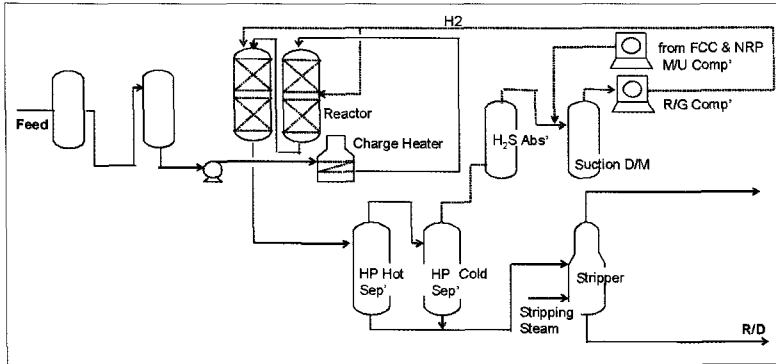 H2
from FCC & NRP
M/U Comp'
R/G Comp'
Reactor
Feed
Charge Heater
H₂S Abs'
Suction D/M
HP Hot
Sep'
HP Cold
Sep'
Stripper
Stripping
Steam
R/D